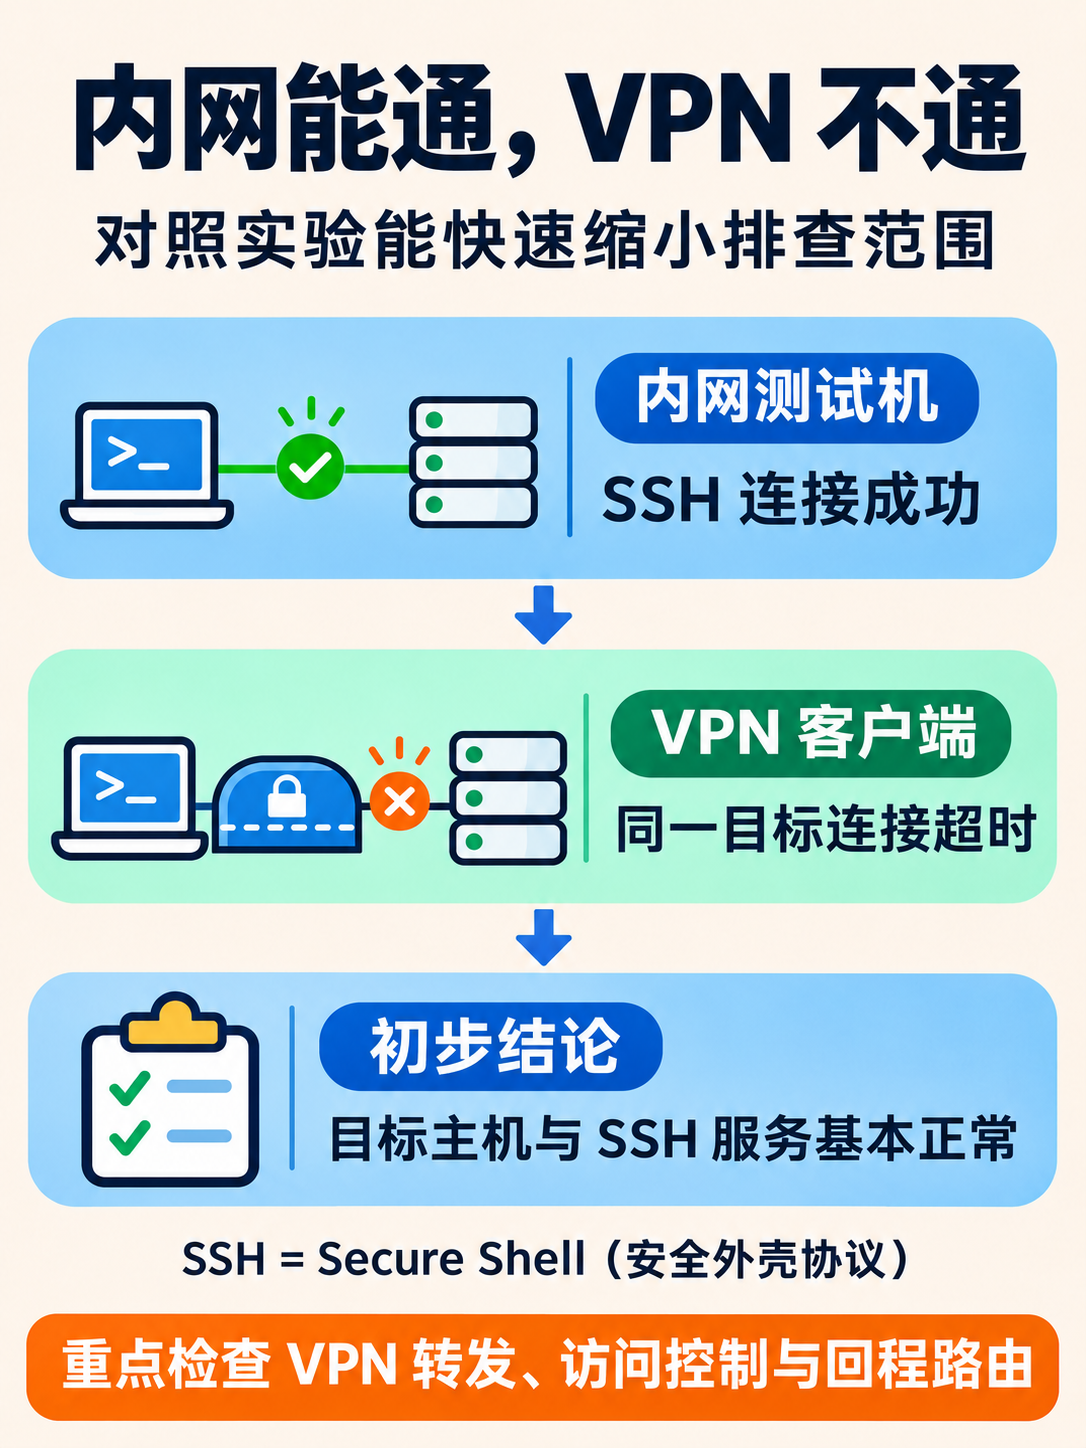 内网能通，VPN 不通
对照实验能快速缩小排查范围
内网测试机
SSH 连接成功
VPN 客户端
同一目标连接超时
初步结论
目标主机与 SSH 服务基本正常
SSH = Secure Shell（安全外壳协议）
重点检查 VPN 转发、访问控制与回程路由